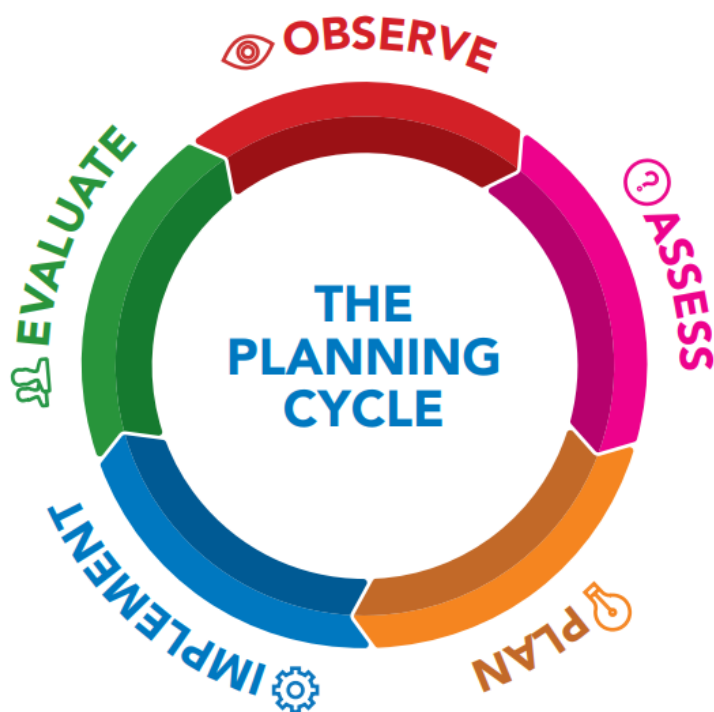 OBSERVE
ASSESS
PLAN
IMPLEMENT
EVALUATE
THE
PLANNING
CYCLE